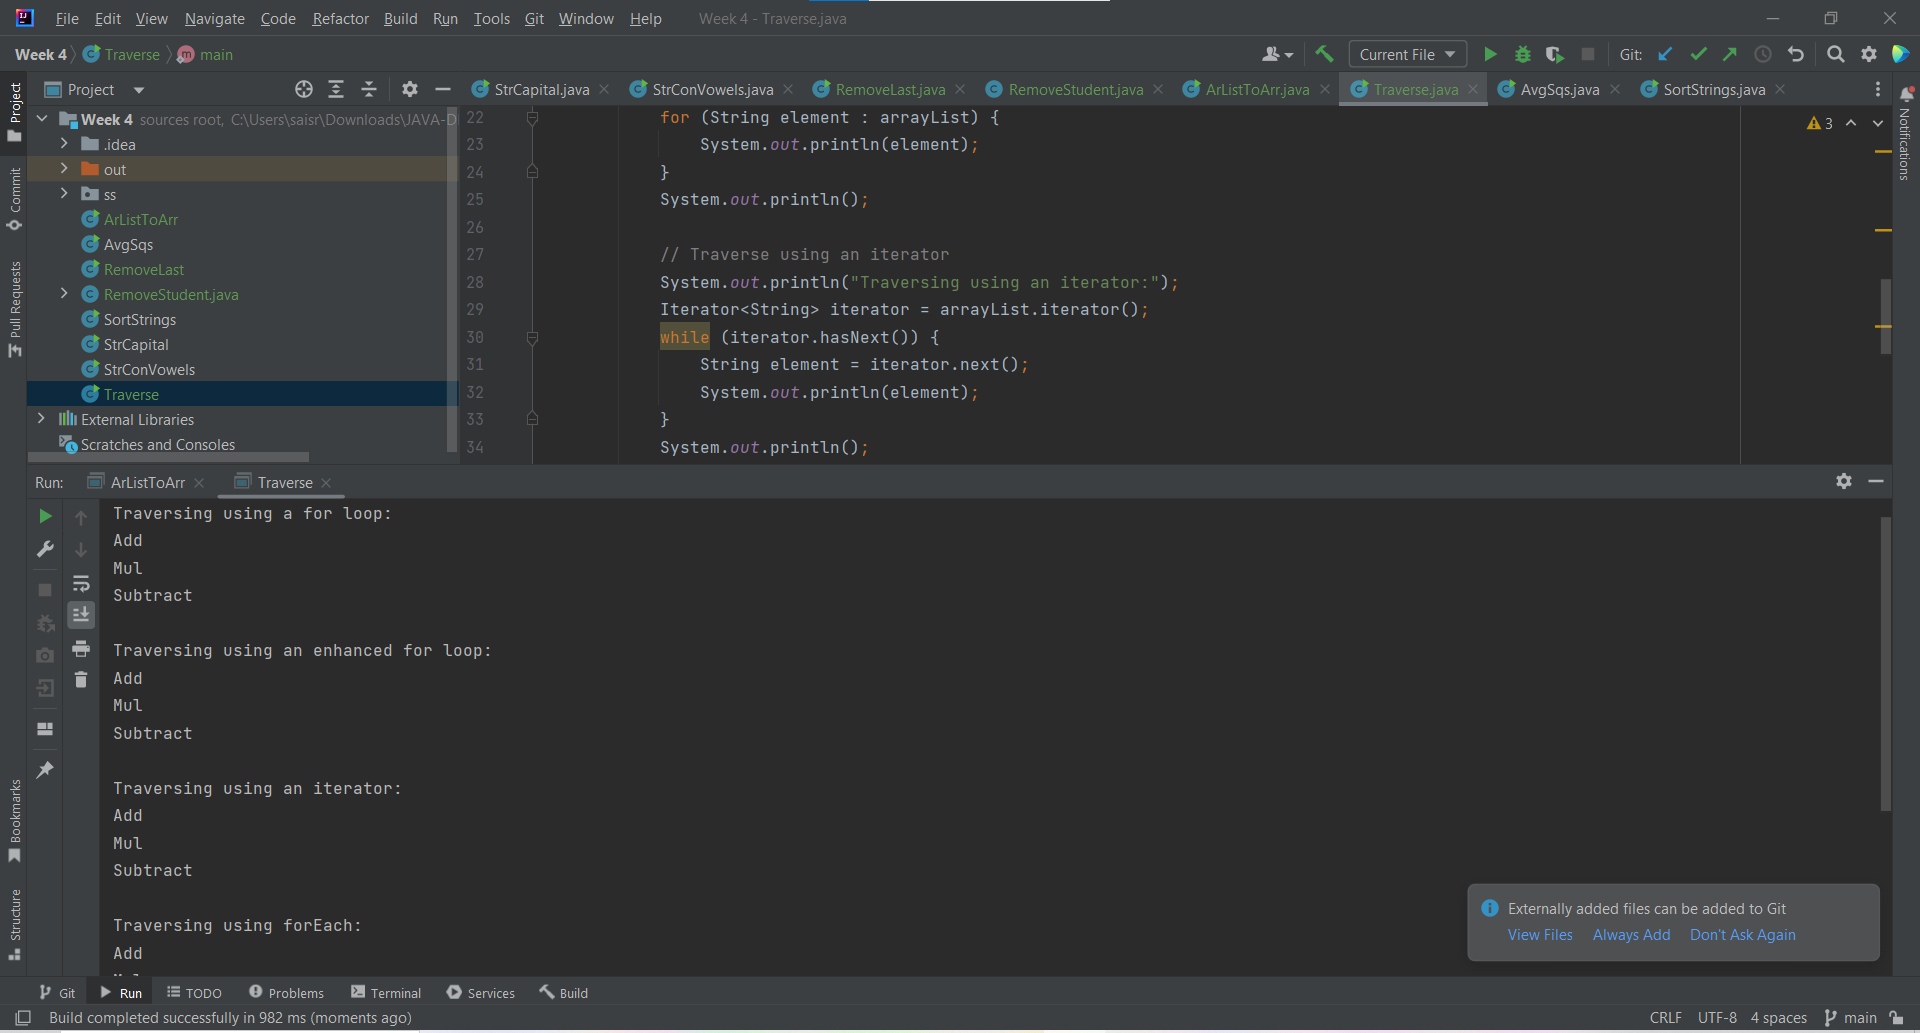 File Edit View Navigate Code Refactor Build Run Tools Git Window Help Week 4 - Traverse.java
Week 4 Traverse main
Current File Git:
Project
StrCapital.java StrConVowels.java RemoveLast.java RemoveStudent.java ArListToArr.java Traverse.java AvgSqs.java SortStrings.java
Week 4 sources root, C:\Users\saisr\Downloads\JAVA-D
.idea
out
ss
ArListToArr
AvgSqs
RemoveLast
RemoveStudent.java
SortStrings
StrCapital
StrConVowels
Traverse
External Libraries
Scratches and Consoles
22 for (String element : arrayList) {
23 System.out.println(element);
24 }
25 System.out.println();
26
27 // Traverse using an iterator
28 System.out.println("Traversing using an iterator:");
29 Iterator<String> iterator = arrayList.iterator();
30 while (iterator.hasNext()) {
31 String element = iterator.next();
32 System.out.println(element);
33 }
34 System.out.println();
3
Project
Commit
Pull Requests
Bookmarks
Structure
Notifications
Run: ArListToArr Traverse
Traversing using a for loop:
Add
Mul
Subtract
Traversing using an enhanced for loop:
Add
Mul
Subtract
Traversing using an iterator:
Add
Mul
Subtract
Traversing using forEach:
Add
Externally added files can be added to Git
View Files Always Add Don't Ask Again
Git Run TODO Problems Terminal Services Build
Build completed successfully in 982 ms (moments ago)
CRLF UTF-8 4 spaces main